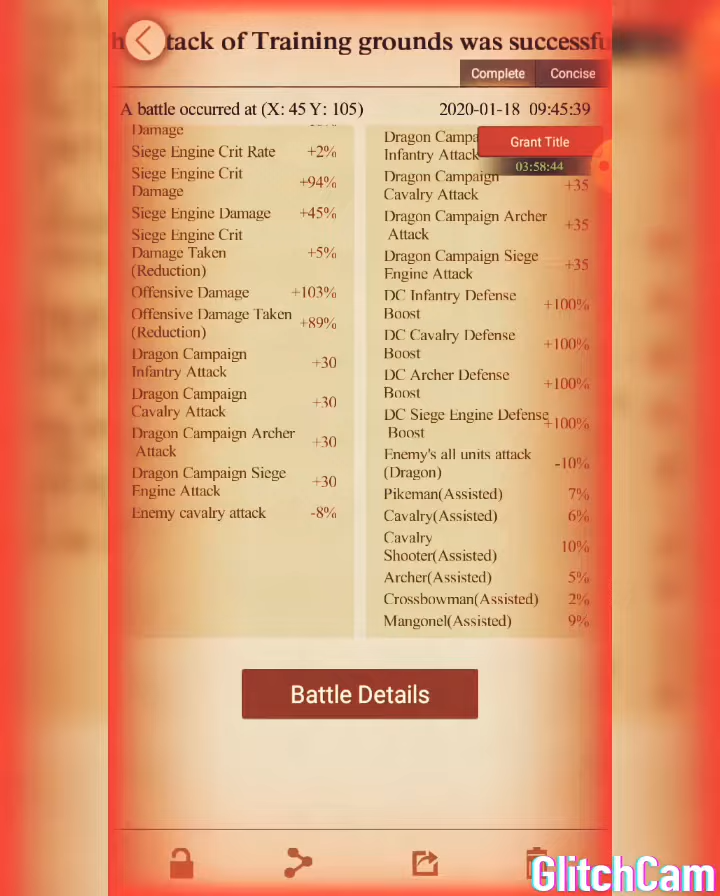 tack of Training grounds was successfu
Complete
Concise
A battle occurred at (X: 45 Y: 105)
2020-01-18 09:45:39
Damage
Siege Engine Crit Rate +2%
Siege Engine Crit
Damage +94%
Siege Engine Damage +45%
Siege Engine Crit
Damage Taken +5%
(Reduction)
Offensive Damage +103%
Offensive Damage Taken +89%
(Reduction)
Dragon Campaign +30
Infantry Attack
Dragon Campaign +30
Cavalry Attack
Dragon Campaign Archer +30
Attack
Dragon Campaign Siege +30
Engine Attack
Enemy cavalry attack -8%
Dragon Campa
Infantry Attack
Grant Title
03:58:44
Dragon Campaign +35
Cavalry Attack
Dragon Campaign Archer +35
Attack
Dragon Campaign Siege +35
Engine Attack
DC Infantry Defense +100%
Boost
DC Cavalry Defense +100%
Boost
DC Archer Defense +100%
Boost
DC Siege Engine Defense +100%
Boost
Enemy's all units attack -10%
(Dragon)
Pikeman(Assisted) 7%
Cavalry(Assisted) 6%
Cavalry
Shooter(Assisted) 10%
Archer(Assisted) 5%
Crossbowman(Assisted) 2%
Mangonel(Assisted) 9%
Battle Details
GlitchCam